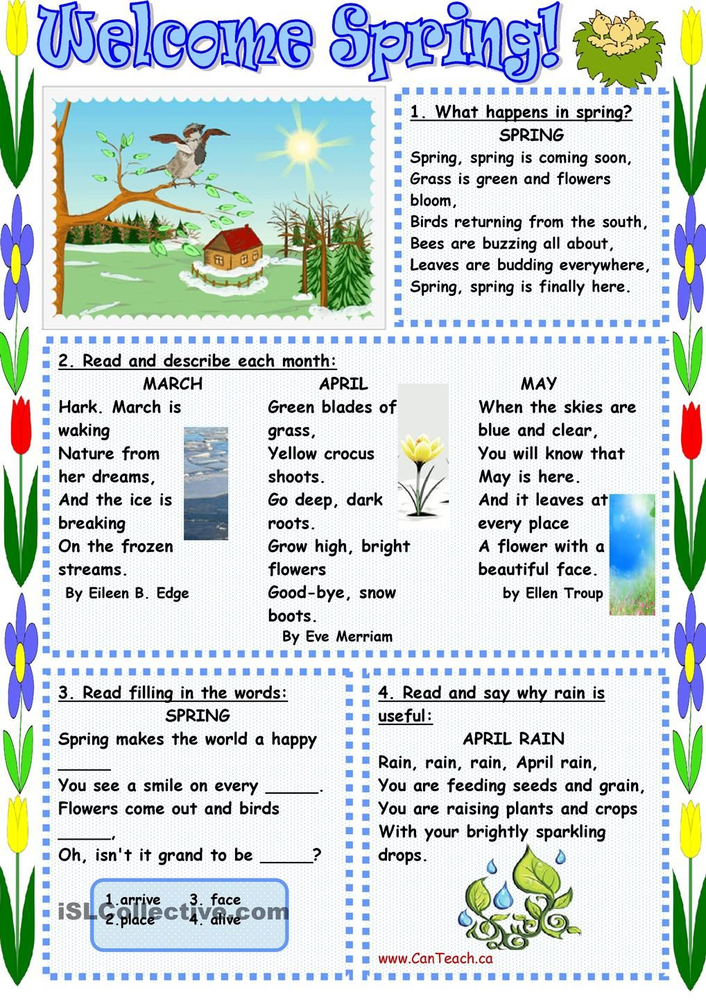 Welcome Spring!
1. What happens in spring?
SPRING
Spring, spring is coming soon,
Grass is green and flowers
bloom,
Birds returning from the south,
Bees are buzzing all about,
Leaves are budding everywhere,
Spring, spring is finally here.
2. Read and describe each month:
MARCH
Hark. March is
waking
Nature from
her dreams,
And the ice is
breaking
On the frozen
streams.
By Eileen B. Edge
APRIL
Green blades of
grass,
Yellow crocus
shoots.
Go deep, dark
roots.
Grow high, bright
flowers
Good-bye, snow
boots.
By Eve Merriam
MAY
When the skies are
blue and clear,
You will know that
May is here.
And it leaves at
every place
A flower with a
beautiful face.
by Ellen Troup
3. Read filling in the words:
SPRING
Spring makes the world a happy
_____
You see a smile on every _____.
Flowers come out and birds
_____,
Oh, isn't it grand to be _____?
1.arrive 3. face
2.place 4. alive
iSLCollective.com
4. Read and say why rain is
useful:
APRIL RAIN
Rain, rain, rain, April rain,
You are feeding seeds and grain,
You are raising plants and crops
With your brightly sparkling
drops.
www.CanTeach.ca